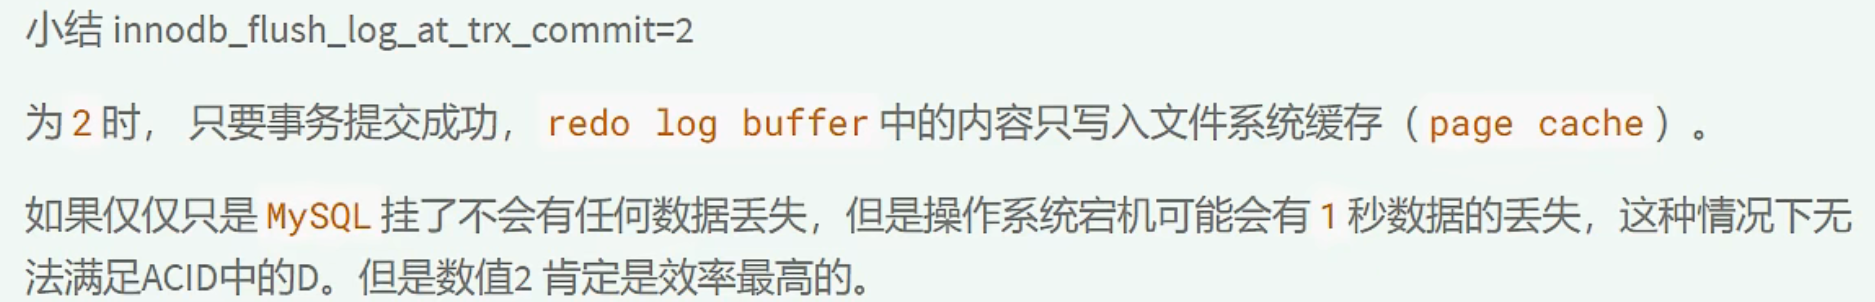 小结 innodb_flush_log_at_trx_commit=2
为 2 时， 只要事务提交成功， redo log buffer 中的内容只写入文件系统缓存（ page cache ）。
如果仅仅只是 MySQL 挂了不会有任何数据丢失，但是操作系统宕机可能会有 1 秒数据的丢失，这种情况下无
法满足ACID中的D。但是数值2 肯定是效率最高的。